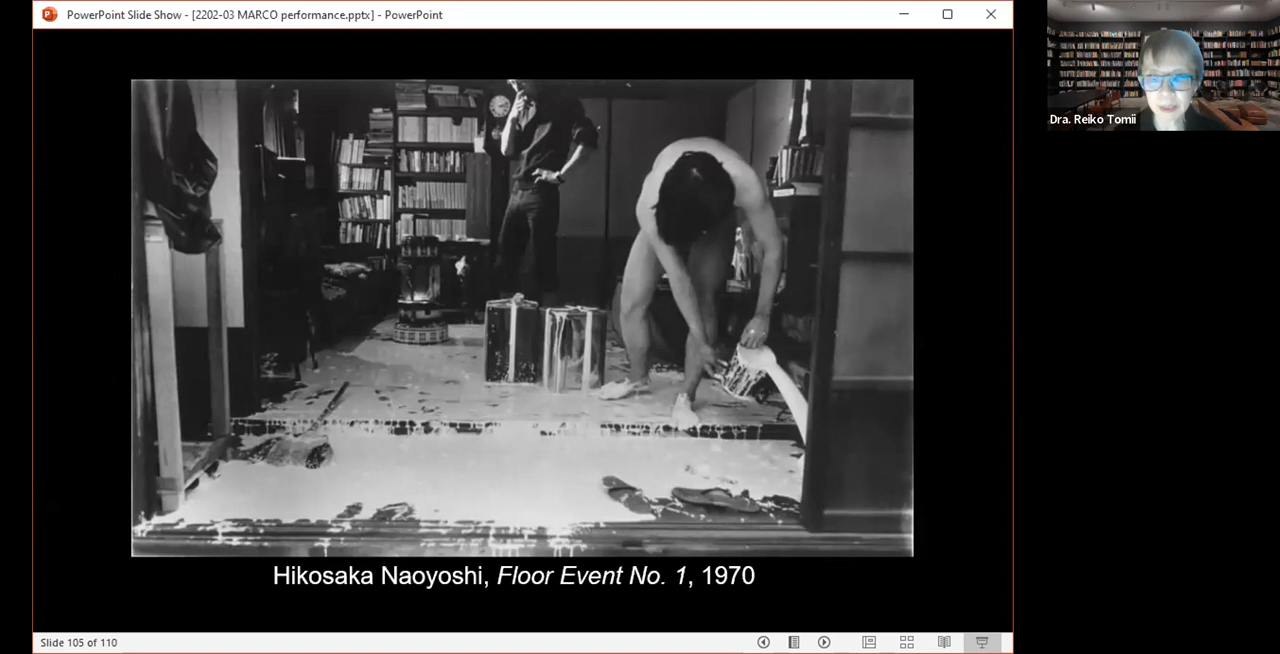 PowerPoint Slide Show - [2202-03 MARCO performance.pptx] - PowerPoint
Dra. Reiko Tomii
Hikosaka Naoyoshi, Floor Event No. 1, 1970
Slide 105 of 110